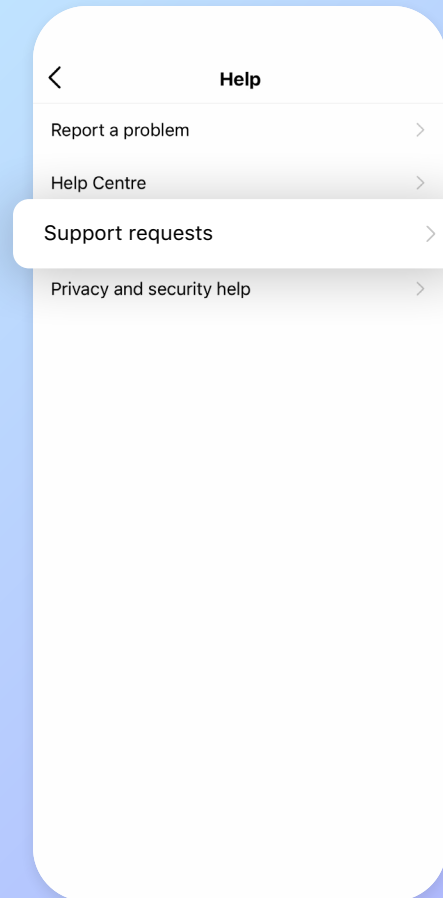 Help
Report a problem
Help Centre
Support requests
Privacy and security help